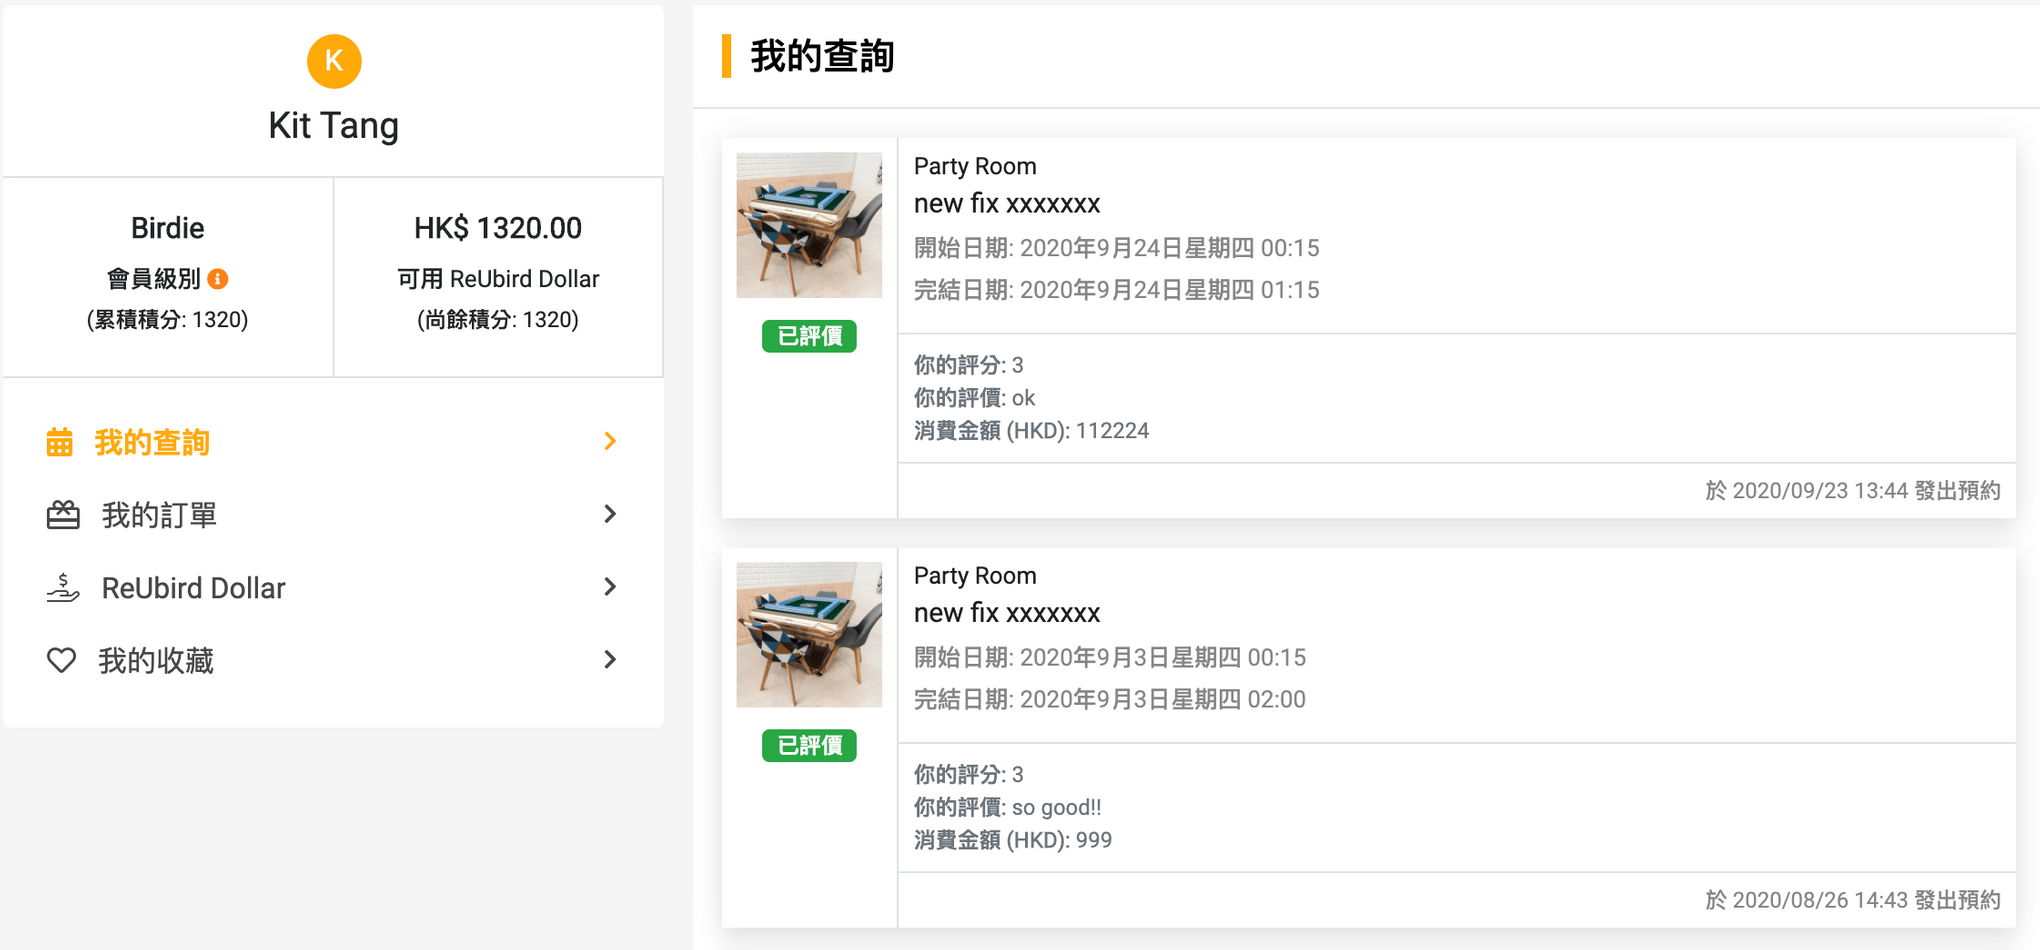 K
Kit Tang
Birdie
會員級別
(累積積分: 1320)
HK$ 1320.00
可用 ReUbird Dollar
(尚餘積分: 1320)
我的查詢
我的訂單
ReUbird Dollar
我的收藏
我的查詢
Party Room
new fix xxxxxxx
開始日期: 2020年9月24日星期四 00:15
完結日期: 2020年9月24日星期四 01:15
已評價
你的評分: 3
你的評價: ok
消費金額 (HKD): 112224
於 2020/09/23 13:44 發出預約
Party Room
new fix xxxxxxx
開始日期: 2020年9月3日星期四 00:15
完結日期: 2020年9月3日星期四 02:00
已評價
你的評分: 3
你的評價: so good!!
消費金額 (HKD): 999
於 2020/08/26 14:43 發出預約